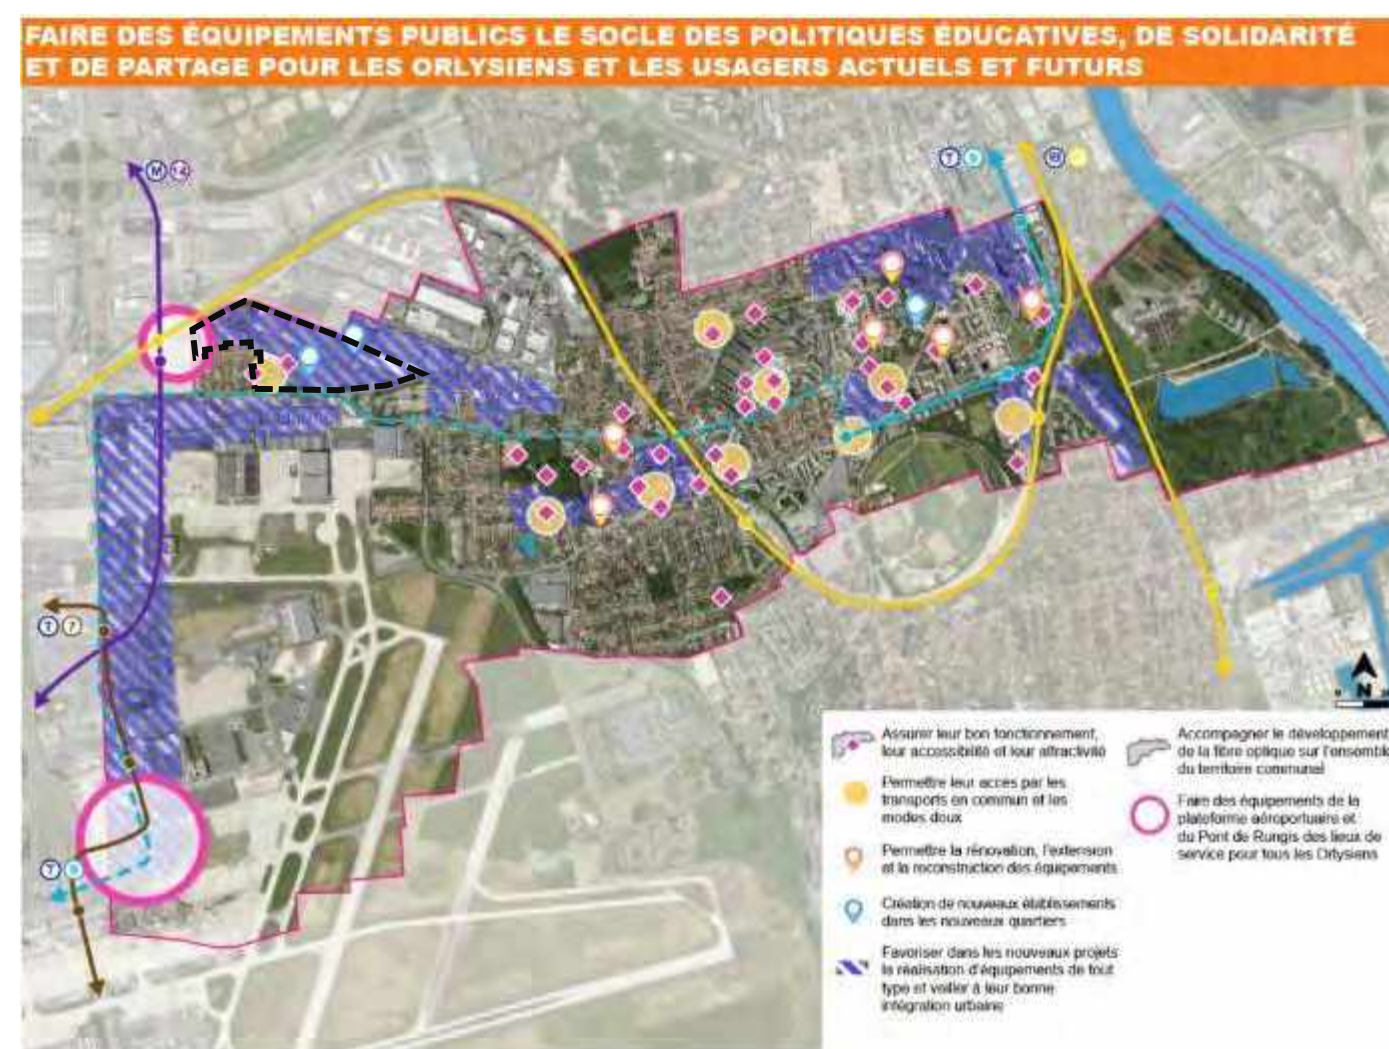 FAIRE DES ÉQUIPEMENTS PUBLICS LE SOCLE DES POLITIQUES ÉDUCATIVES, DE SOLIDARITÉ
ET DE PARTAGE POUR LES ORLYSIENS ET LES USAGERS ACTUELS ET FUTURS
M 14
T 9
T 7
T
N
Assurer leur bon fonctionnement,
leur accessibilité et leur attractivité
Permettre leur accès par les
transports en commun et les
modes doux
Permettre la rénovation, l'extension
et la reconstruction des équipements
Création de nouveaux établissements
dans les nouveaux quartiers
Favoriser dans les nouveaux projets
la réalisation d'équipements de tout
type et veiller à leur bonne
intégration urbaine
Accompagner le développement
de la fibre optique sur l'ensemble
du territoire communal
Faire des équipements de la
plateforme aéroportuaire et
du Pont de Rungis des lieux de
service pour tous les Orlysiens